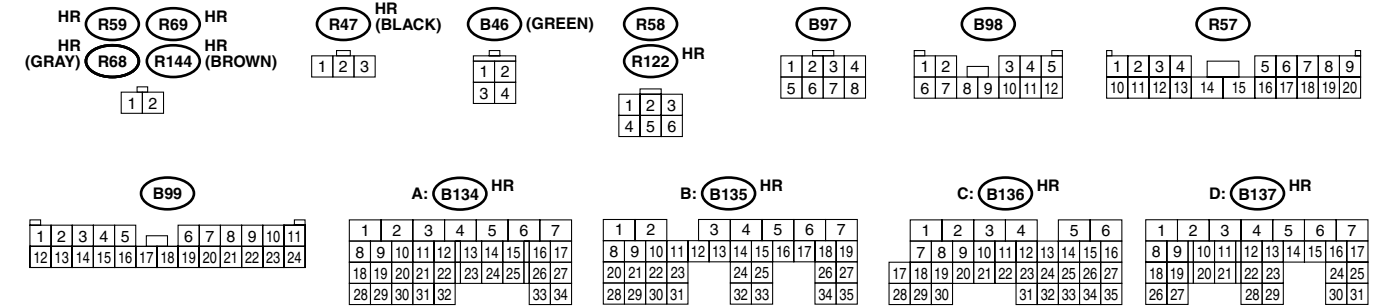 HR R59 R69 HR
HR (GRAY) R68 R144 HR (BROWN)
1 2
R47 HR (BLACK)
1 2 3
B46 (GREEN)
1 2
3 4
R58
R122 HR
1 2 3
4 5 6
B97
1 2 3 4
5 6 7 8
B98
1 2 3 4 5
6 7 8 9 10 11 12
R57
1 2 3 4 5 6 7 8 9
10 11 12 13 14 15 16 17 18 19 20
B99
1 2 3 4 5 6 7 8 9 10 11
12 13 14 15 16 17 18 19 20 21 22 23 24
A: B134 HR
1 2 3 4 5 6 7
8 9 10 11 12 13 14 15 16 17
18 19 20 21 22 23 24 25 26 27
28 29 30 31 32 33 34
B: B135 HR
1 2 3 4 5 6 7
8 9 10 11 12 13 14 15 16 17 18 19
20 21 22 23 24 25 26 27
28 29 30 31 32 33 34 35
C: B136 HR
1 2 3 4 5 6
7 8 9 10 11 12 13 14 15 16
17 18 19 20 21 22 23 24 25 26 27
28 29 30 31 32 33 34 35
D: B137 HR
1 2 3 4 5 6 7
8 9 10 11 12 13 14 15 16 17
18 19 20 21 22 23 24 25
26 27 28 29 30 31